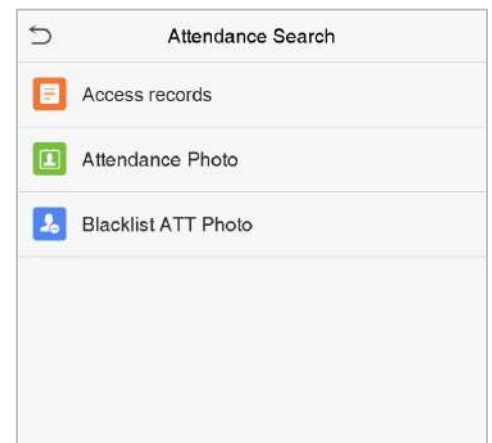 Attendance Search
Access records
Attendance Photo
Blacklist ATT Photo